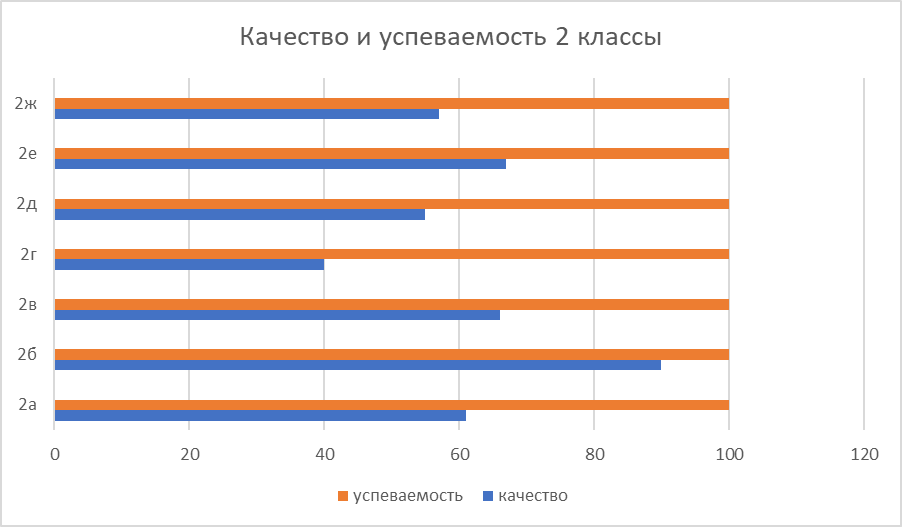 Качество и успеваемость 2 классы
2ж
2е
2д
2г
2в
2б
2а
0 20 40 60 80 100 120
успеваемость качество